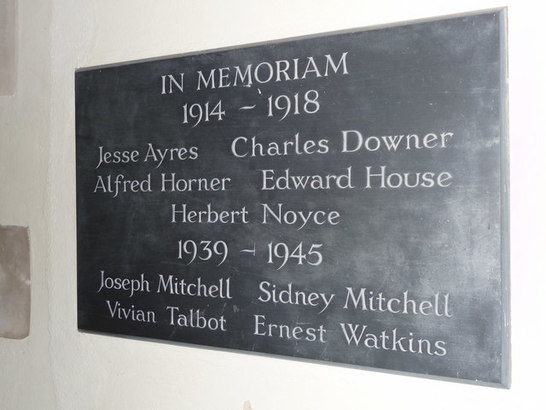 IN MEMORIAM
1914 - 1918
Jesse Ayres Charles Downer
Alfred Horner Edward House
Herbert Noyce
1939 - 1945
Joseph Mitchell Sidney Mitchell
Vivian Talbot Ernest Watkins